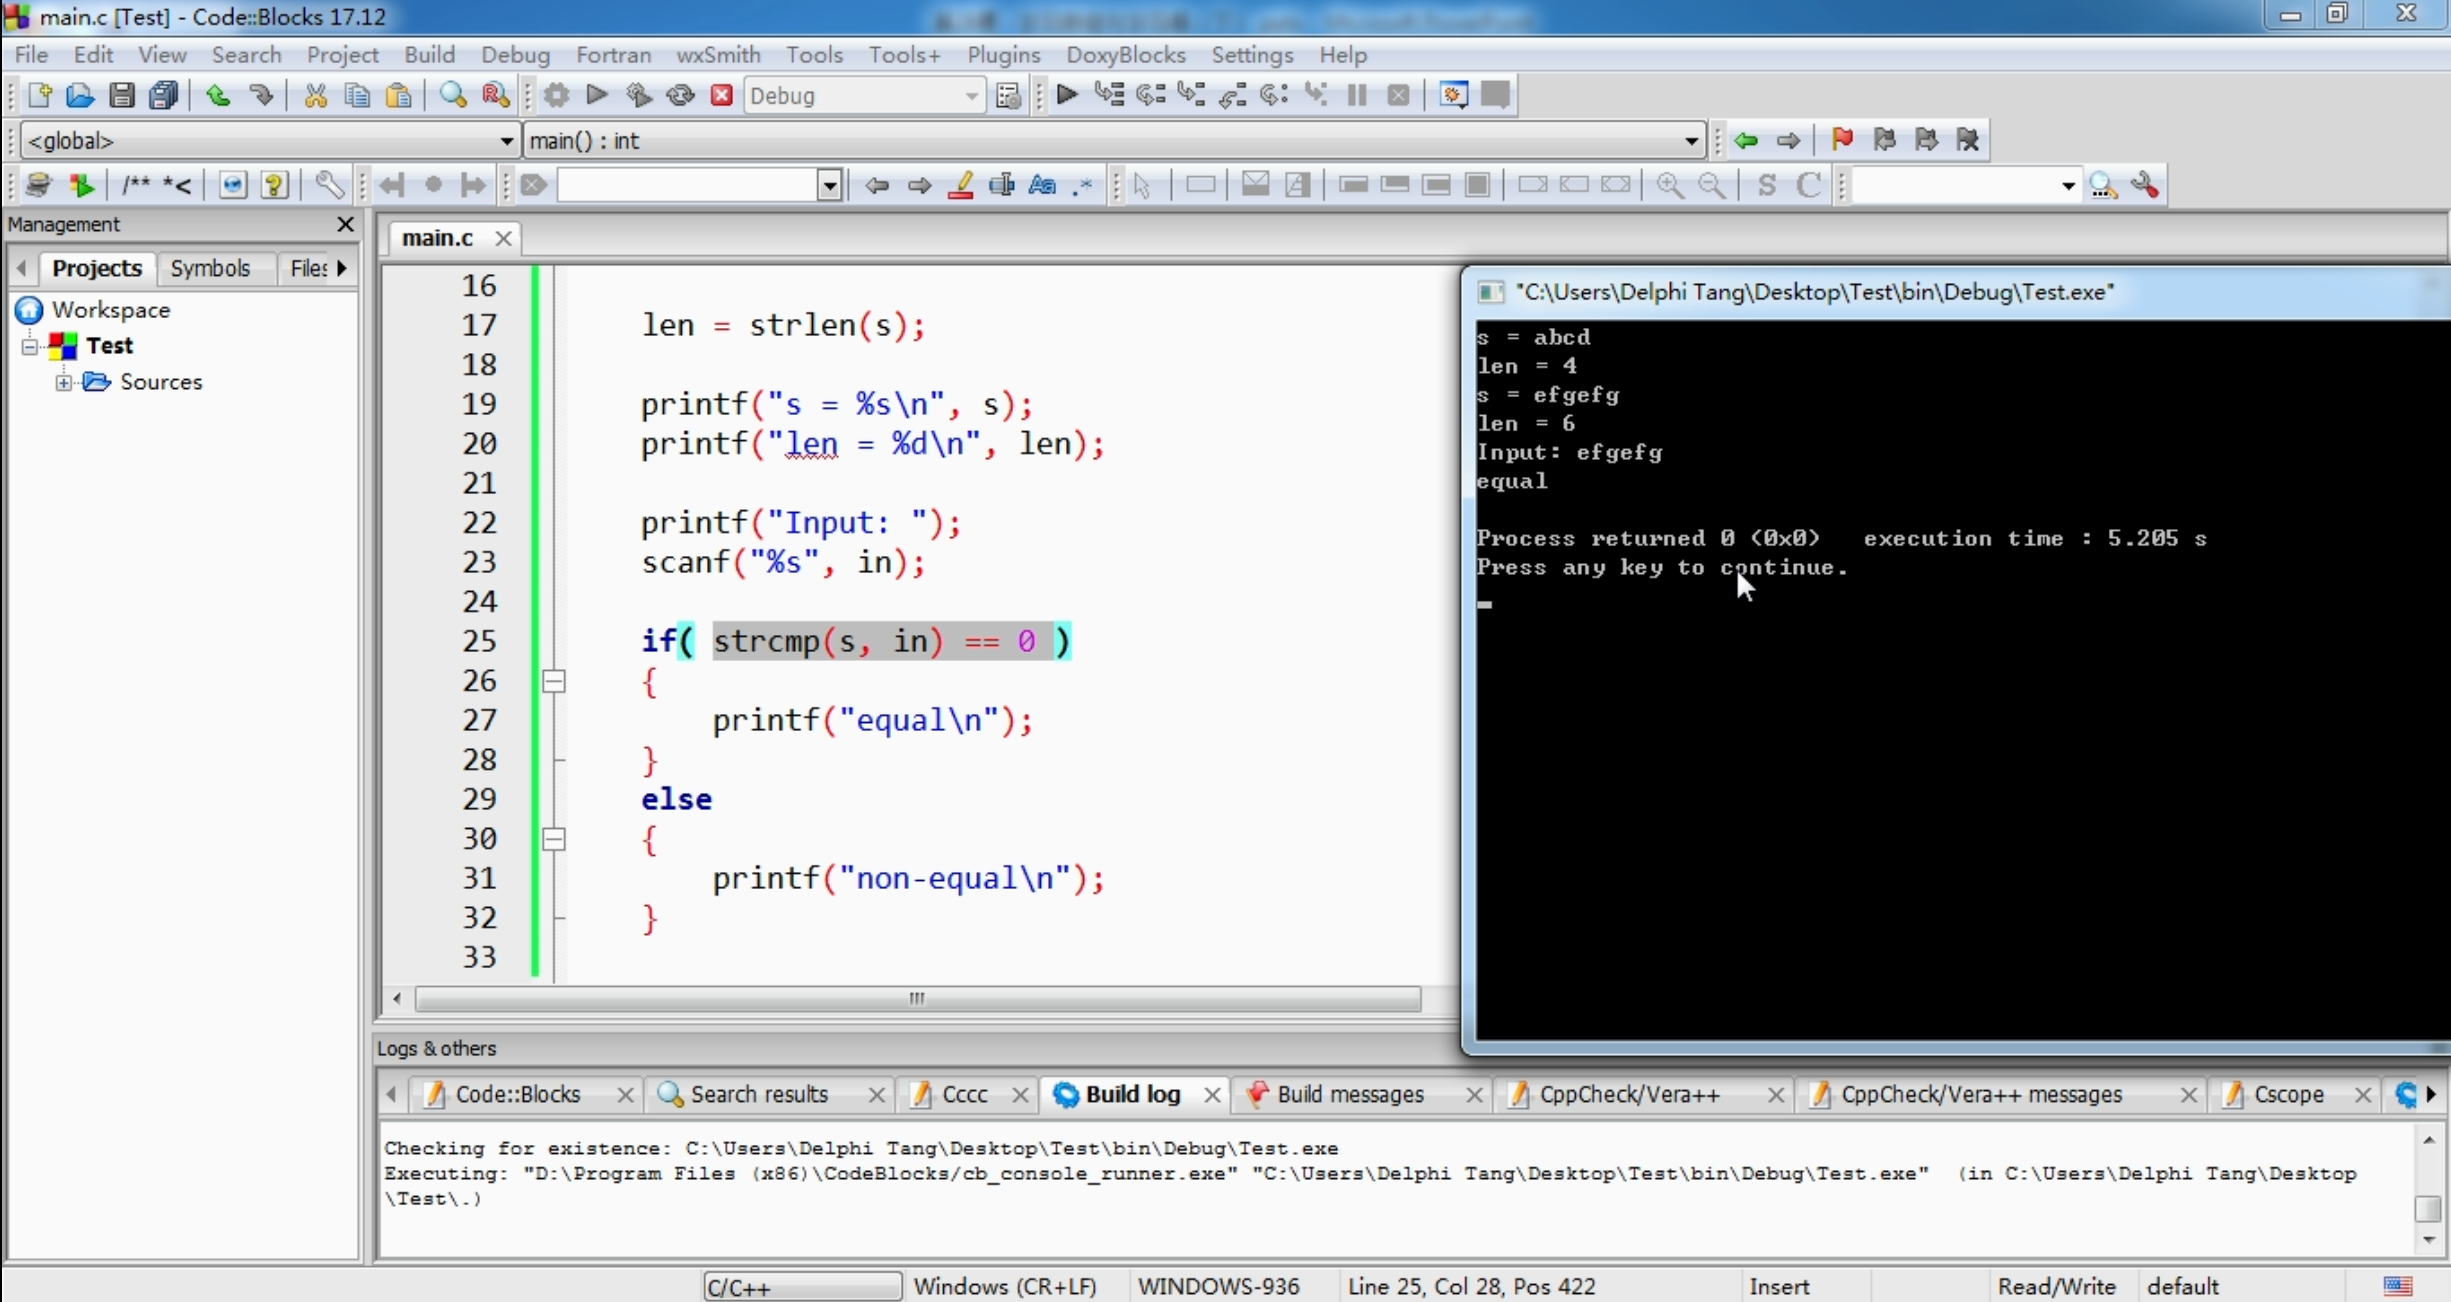 main.c [Test] - Code::Blocks 17.12
File Edit View Search Project Build Debug Fortran wxSmith Tools Tools+ Plugins DoxyBlocks Settings Help
Debug
<global> main() : int
/** *< Aa .* S C
Management
Projects Symbols Files
Workspace
Test
Sources
main.c
16
17 len = strlen(s);
18
19 printf("s = %s\n", s);
20 printf("len = %d\n", len);
21
22 printf("Input: ");
23 scanf("%s", in);
24
25 if( strcmp(s, in) == 0 )
26 {
27 printf("equal\n");
28 }
29 else
30 {
31 printf("non-equal\n");
32 }
33
"C:\Users\Delphi Tang\Desktop\Test\bin\Debug\Test.exe"
s = abcd
len = 4
s = efgefg
len = 6
Input: efgefg
equal
Process returned 0 (0x0)   execution time : 5.205 s
Press any key to continue.
Logs & others
Code::Blocks Search results Cccc Build log Build messages CppCheck/Vera++ CppCheck/Vera++ messages Cscope
Checking for existence: C:\Users\Delphi Tang\Desktop\Test\bin\Debug\Test.exe
Executing: "D:\Program Files (x86)\CodeBlocks/cb_console_runner.exe" "C:\Users\Delphi Tang\Desktop\Test\bin\Debug\Test.exe"  (in C:\Users\Delphi Tang\Desktop
\Test\.)
C/C++ Windows (CR+LF) WINDOWS-936 Line 25, Col 28, Pos 422 Insert Read/Write default